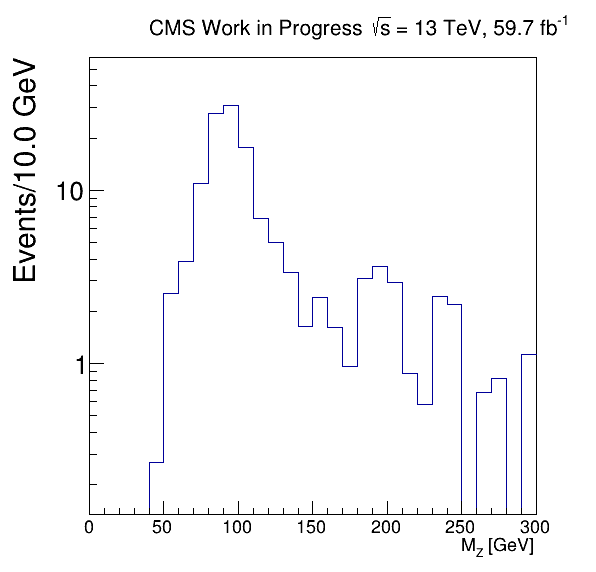 CMS Work in Progress √s = 13 TeV, 59.7 fb⁻¹
Events/10.0 GeV
10
1
0 50 100 150 200 250 300
M_Z [GeV]